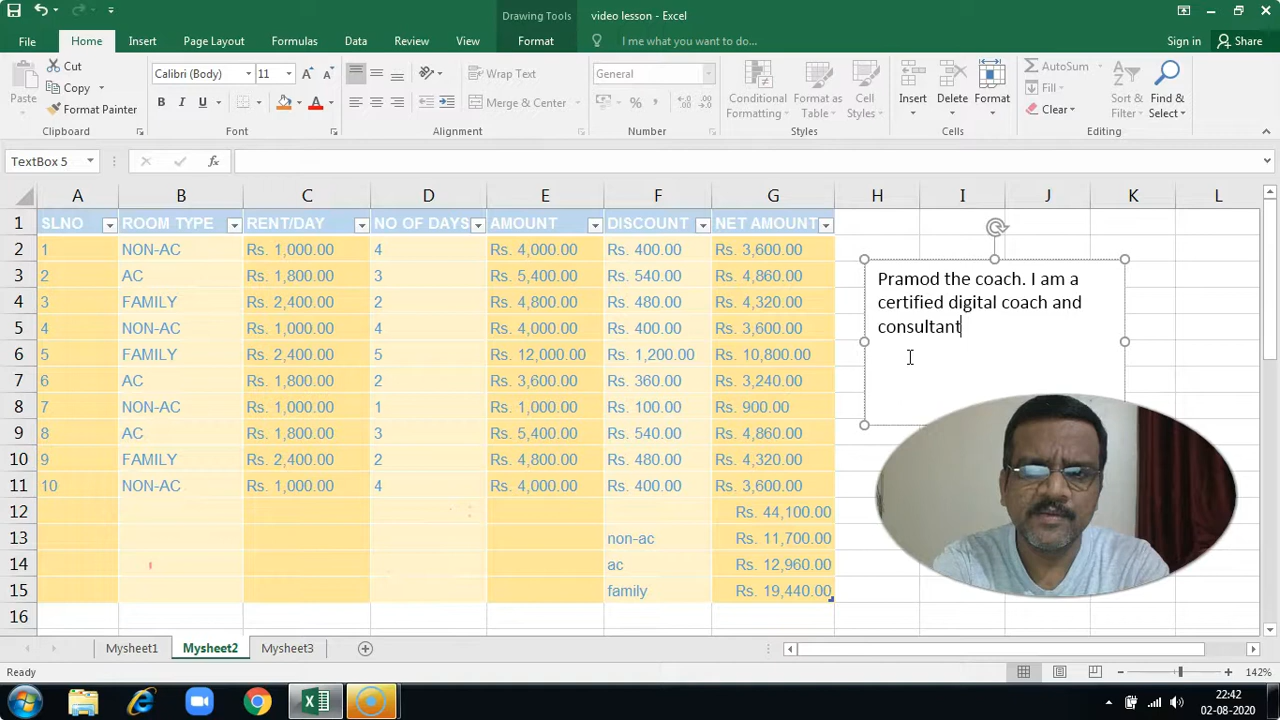 Drawing Tools
video lesson - Excel
File Home Insert Page Layout Formulas Data Review View Format I me what you want to do... Sign in Share
Cut
Copy
Format Painter
Paste
Clipboard
Calibri (Body) 11
B I U
Font
Wrap Text
Merge & Center
Alignment
General
Number
Conditional Formatting
Format as Table
Cell Styles
Styles
Insert Delete Format
Cells
AutoSum
Fill
Clear
Sort & Filter
Find & Select
Editing
TextBox 5
fx
A B C D E F G H I J K L
1 SLNO ROOM TYPE RENT/DAY NO OF DAYS AMOUNT DISCOUNT NET AMOUNT
2 1 NON-AC Rs. 1,000.00 4 Rs. 4,000.00 Rs. 400.00 Rs. 3,600.00
3 2 AC Rs. 1,800.00 3 Rs. 5,400.00 Rs. 540.00 Rs. 4,860.00
4 3 FAMILY Rs. 2,400.00 2 Rs. 4,800.00 Rs. 480.00 Rs. 4,320.00
5 4 NON-AC Rs. 1,000.00 4 Rs. 4,000.00 Rs. 400.00 Rs. 3,600.00
6 5 FAMILY Rs. 2,400.00 5 Rs. 12,000.00 Rs. 1,200.00 Rs. 10,800.00
7 6 AC Rs. 1,800.00 2 Rs. 3,600.00 Rs. 360.00 Rs. 3,240.00
8 7 NON-AC Rs. 1,000.00 1 Rs. 1,000.00 Rs. 100.00 Rs. 900.00
9 8 AC Rs. 1,800.00 3 Rs. 5,400.00 Rs. 540.00 Rs. 4,860.00
10 9 FAMILY Rs. 2,400.00 2 Rs. 4,800.00 Rs. 480.00 Rs. 4,320.00
11 10 NON-AC Rs. 1,000.00 4 Rs. 4,000.00 Rs. 400.00 Rs. 3,600.00
12 Rs. 44,100.00
13 non-ac Rs. 11,700.00
14 ac Rs. 12,960.00
15 family Rs. 19,440.00
16
Pramod the coach. I am a
certified digital coach and
consultant
Mysheet1 Mysheet2 Mysheet3
Ready
142%
22:42
02-08-2020